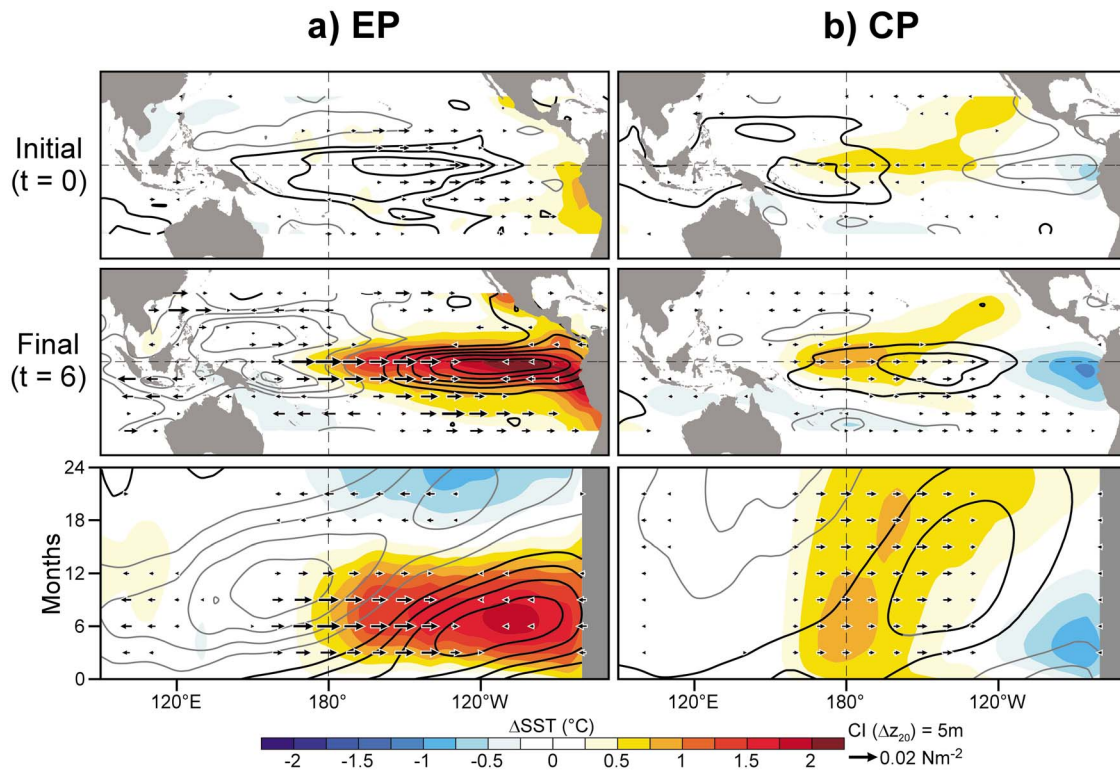 a) EP
b) CP
Initial
(t = 0)
Final
(t = 6)
24
18
12
6
0
Months
120°E
180°
120°W
120°E
180°
120°W
ΔSST (°C)
-2
-1.5
-1
-0.5
0
0.5
1
1.5
2
CI (Δz₂₀) = 5m
0.02 Nm⁻²